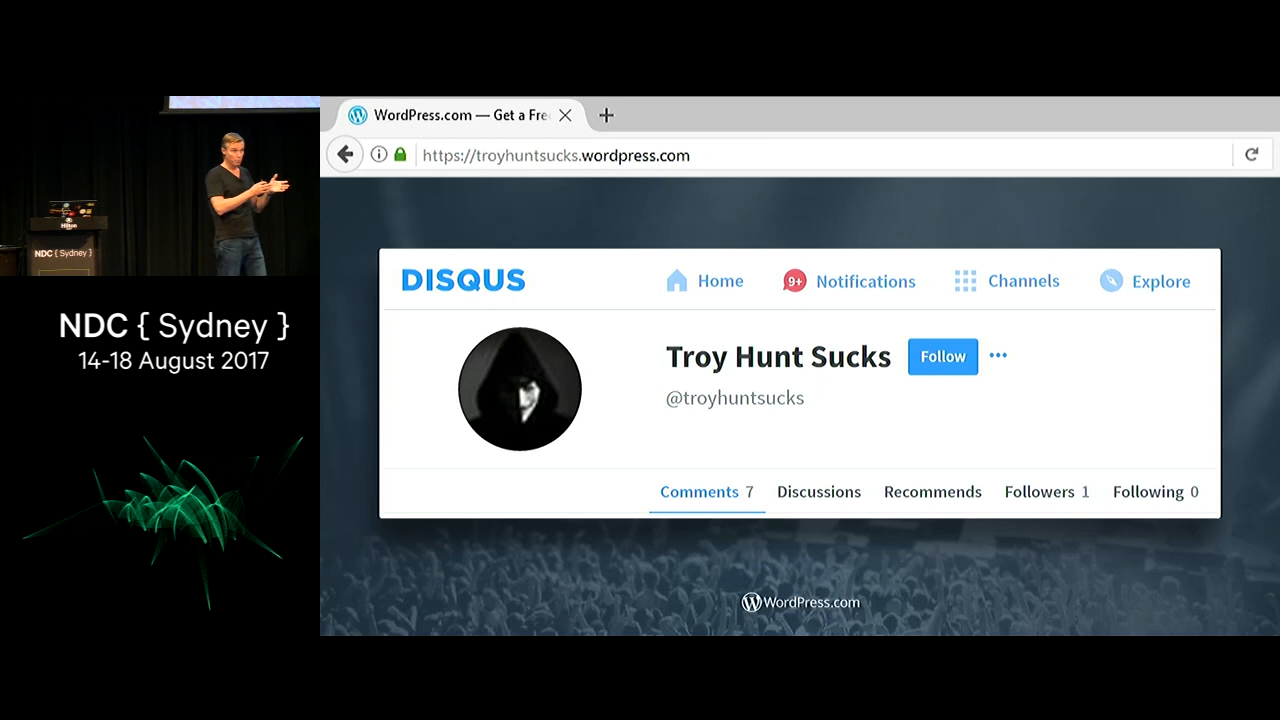 Hilton
NDC { Sydney }
NDC { Sydney }
14-18 August 2017
WordPress.com — Get a Fre
https://troyhuntsucks.wordpress.com
DISQUS
Home
9+
Notifications
Channels
Explore
Troy Hunt Sucks
Follow
@troyhuntsucks
Comments 7
Discussions
Recommends
Followers 1
Following 0
WordPress.com